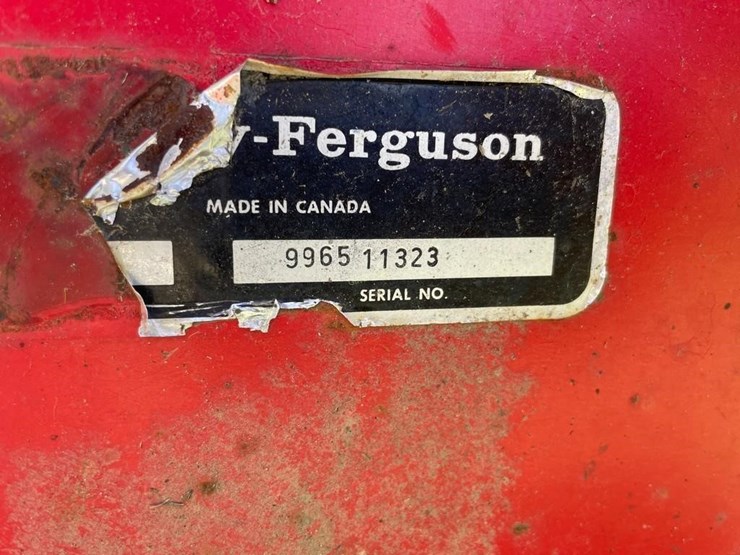 y-Ferguson
MADE IN CANADA
9965 11323
SERIAL NO.